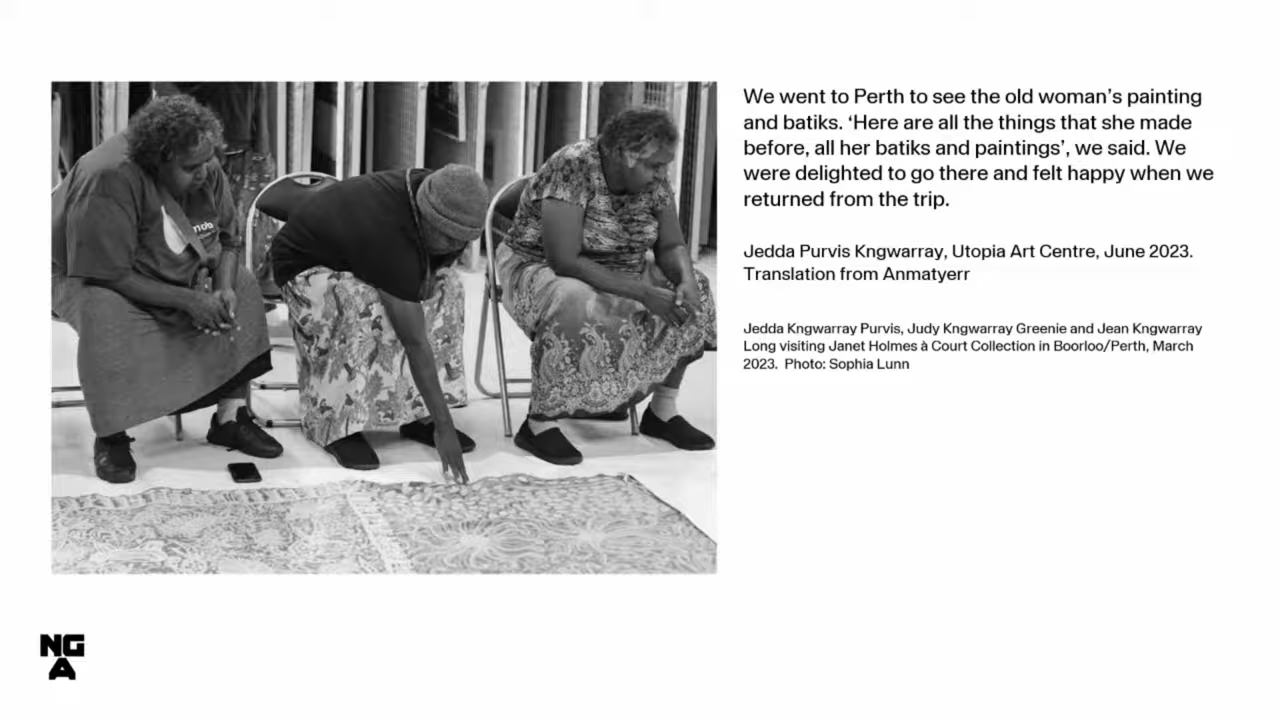 We went to Perth to see the old woman’s painting
and batiks. ‘Here are all the things that she made
before, all her batiks and paintings’, we said. We
were delighted to go there and felt happy when we
returned from the trip.
Jedda Purvis Kngwarray, Utopia Art Centre, June 2023.
Translation from Anmatyerr
Jedda Kngwarray Purvis, Judy Kngwarray Greenie and Jean Kngwarray
Long visiting Janet Holmes à Court Collection in Boorloo/Perth, March
2023. Photo: Sophia Lunn
NG
A